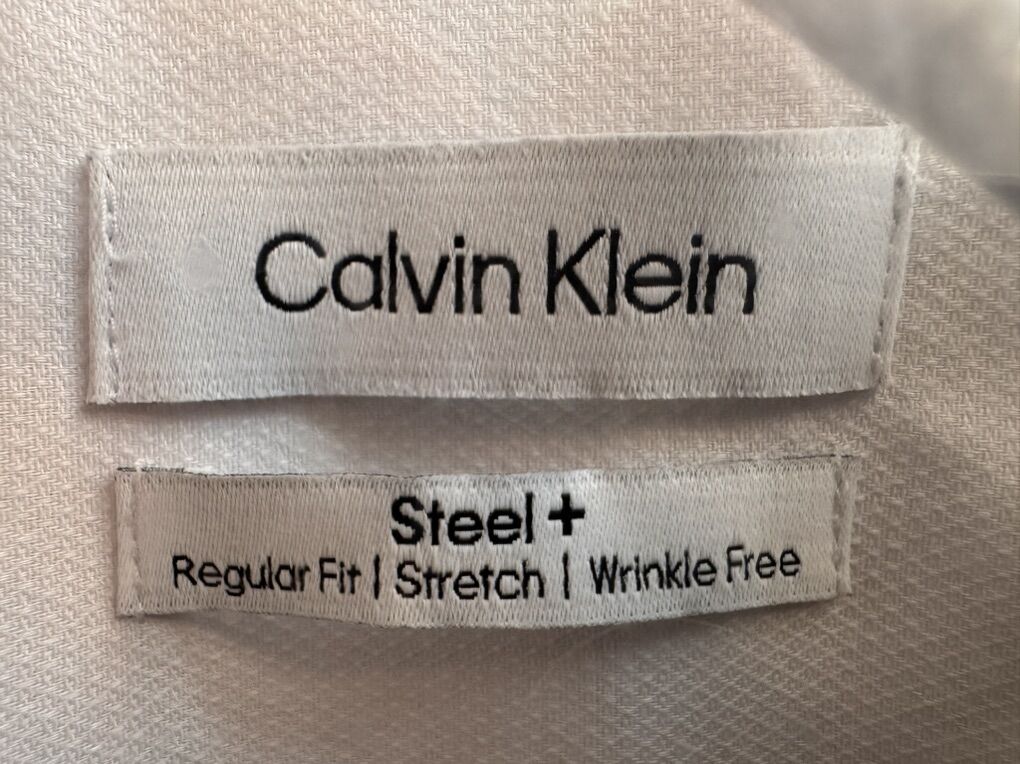 Calvin Klein
Steel +
Regular Fit | Stretch | Wrinkle Free